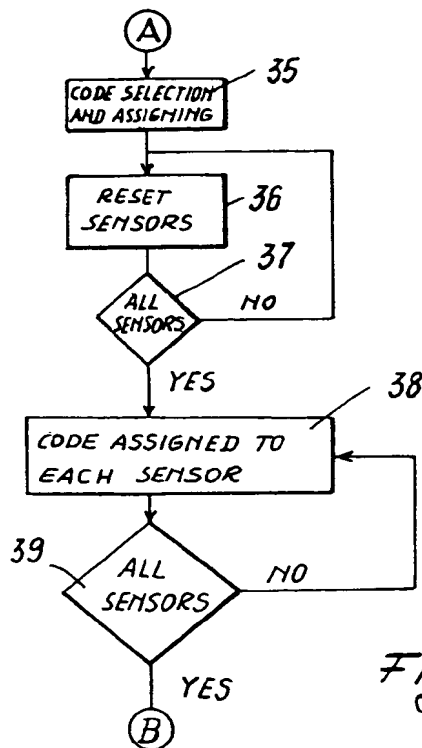 A
CODE SELECTION
AND ASSIGNING
35
RESET
SENSORS
36
37
ALL
SENSORS
NO
YES
38
CODE ASSIGNED TO
EACH SENSOR
39
ALL
SENSORS
NO
YES
B